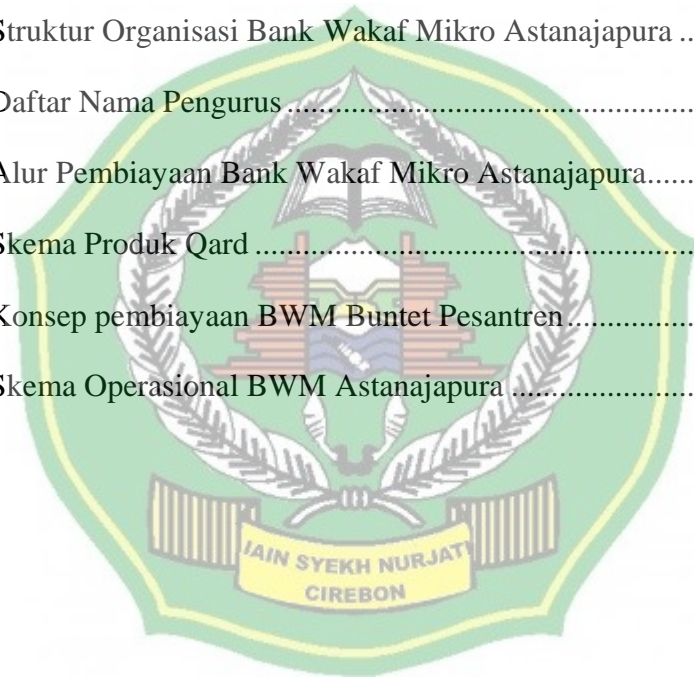 Struktur Organisasi Bank Wakaf Mikro Astanajapura ..
Daftar Nama Pengurus ................................................
Alur Pembiayaan Bank Wakaf Mikro Astanajapura......
Skema Produk Qard ....................................................
Konsep pembiayaan BWM Buntet Pesantren ...............
Skema Operasional BWM Astanajapura .....................
IAIN SYEKH NURJATI
CIREBON